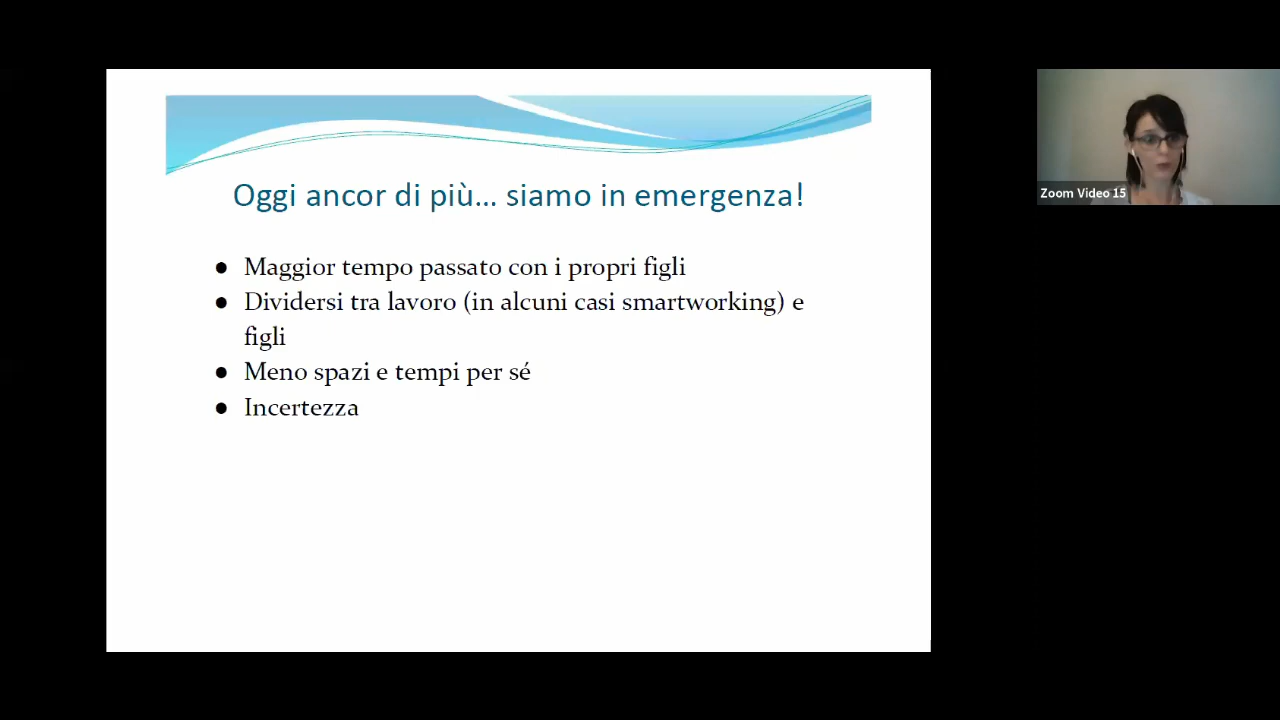 Oggi ancor di più... siamo in emergenza!
● Maggior tempo passato con i propri figli
● Dividersi tra lavoro (in alcuni casi smartworking) e
figli
● Meno spazi e tempi per sé
● Incertezza
Zoom Video 15